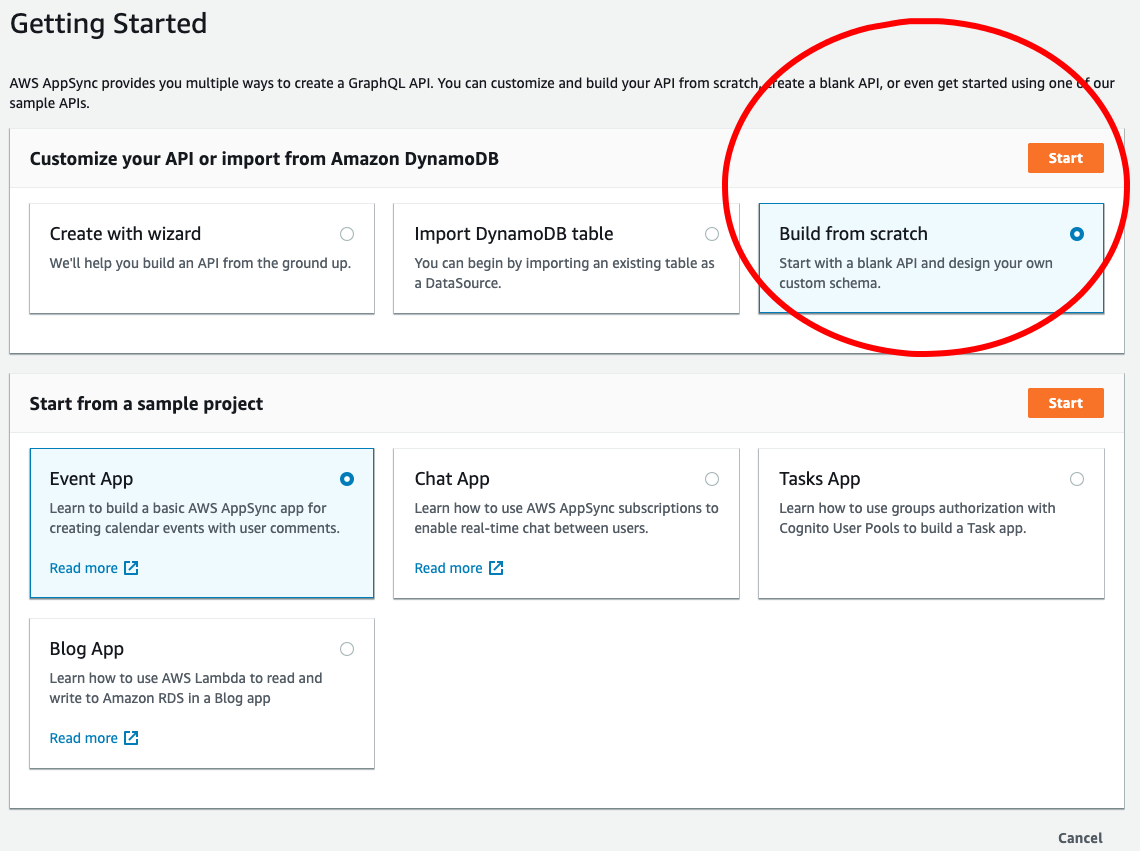 Getting Started
AWS AppSync provides you multiple ways to create a GraphQL API. You can customize and build your API from scratch, create a blank API, or even get started using one of our
sample APIs.
Customize your API or import from Amazon DynamoDB
Start
Create with wizard
We'll help you build an API from the ground up.
Import DynamoDB table
You can begin by importing an existing table as
a DataSource.
Build from scratch
Start with a blank API and design your own
custom schema.
Start from a sample project
Start
Event App
Learn to build a basic AWS AppSync app for
creating calendar events with user comments.
Read more
Chat App
Learn how to use AWS AppSync subscriptions to
enable real-time chat between users.
Read more
Tasks App
Learn how to use groups authorization with
Cognito User Pools to build a Task app.
Blog App
Learn how to use AWS Lambda to read and
write to Amazon RDS in a Blog app
Read more
Cancel